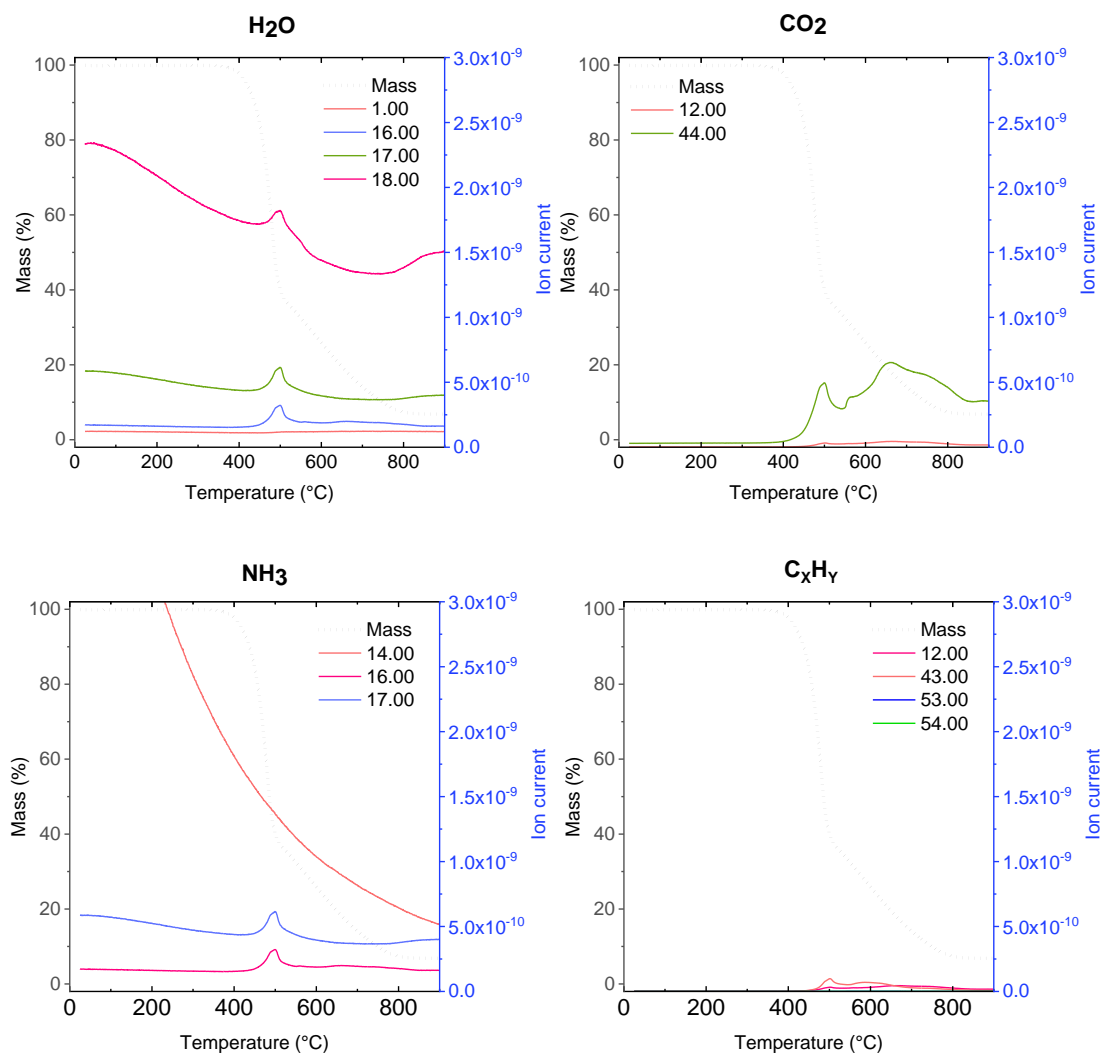 H2O
3.0x10-9
100
Mass
1.00
16.00
17.00
18.00
2.5x10-9
80
2.0x10-9
60
Mass (%)
1.5x10-9
Ion current
40
1.0x10-9
20
5.0x10-10
0
0.0
0 200 400 600 800
Temperature (°C)
CO2
3.0x10-9
100
Mass
12.00
44.00
2.5x10-9
80
2.0x10-9
60
Mass (%)
1.5x10-9
Ion current
40
1.0x10-9
20
5.0x10-10
0
0.0
0 200 400 600 800
Temperature (°C)
NH3
3.0x10-9
100
Mass
14.00
16.00
17.00
2.5x10-9
80
2.0x10-9
60
Mass (%)
1.5x10-9
Ion current
40
1.0x10-9
20
5.0x10-10
0
0.0
0 200 400 600 800
Temperature (°C)
CXHY
3.0x10-9
100
Mass
12.00
43.00
53.00
54.00
2.5x10-9
80
2.0x10-9
60
Mass (%)
1.5x10-9
Ion current
40
1.0x10-9
20
5.0x10-10
0
0.0
0 200 400 600 800
Temperature (°C)